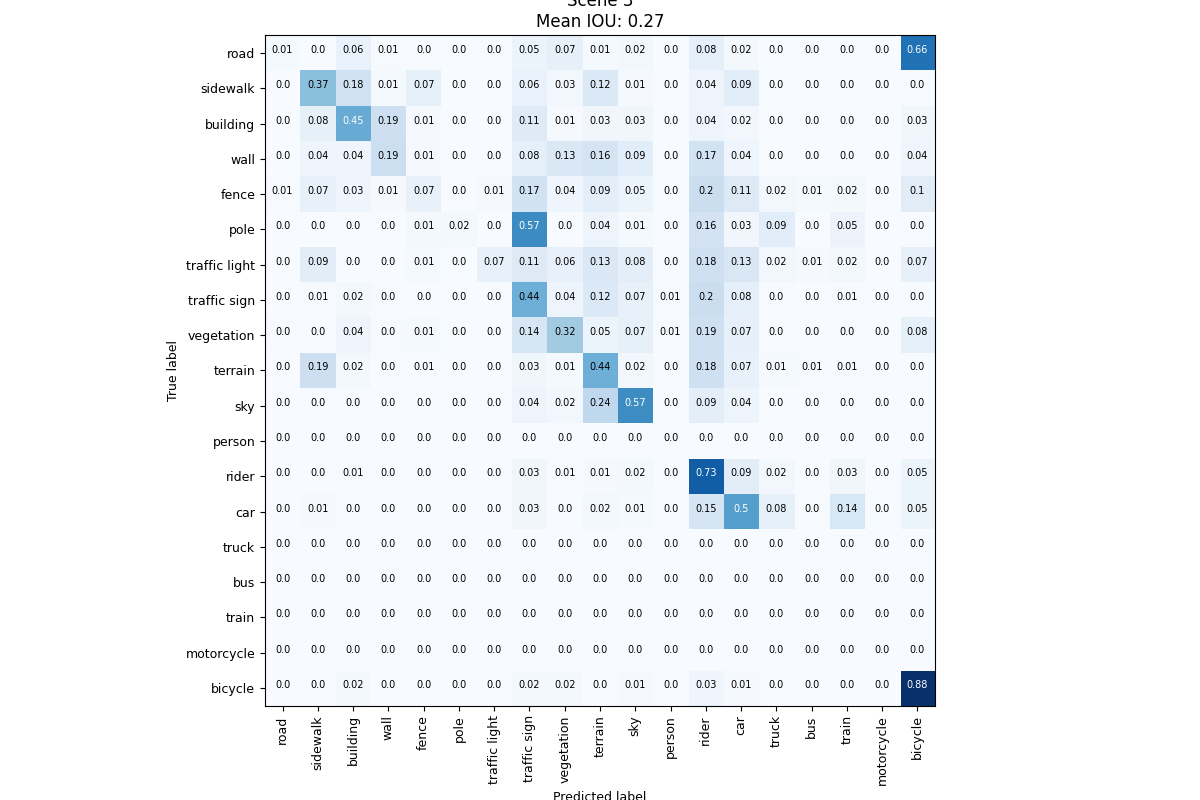 Scene 3
Mean IOU: 0.27
road 0.01 0.0 0.06 0.01 0.0 0.0 0.0 0.05 0.07 0.01 0.02 0.0 0.08 0.02 0.0 0.0 0.0 0.0 0.66
sidewalk 0.0 0.37 0.18 0.01 0.07 0.0 0.0 0.06 0.03 0.12 0.01 0.0 0.04 0.09 0.0 0.0 0.0 0.0 0.0
building 0.0 0.08 0.45 0.19 0.01 0.0 0.0 0.11 0.01 0.03 0.03 0.0 0.04 0.02 0.0 0.0 0.0 0.0 0.03
wall 0.0 0.04 0.04 0.19 0.01 0.0 0.0 0.08 0.13 0.16 0.09 0.0 0.17 0.04 0.0 0.0 0.0 0.0 0.04
fence 0.01 0.07 0.03 0.01 0.07 0.0 0.01 0.17 0.04 0.09 0.05 0.0 0.2 0.11 0.02 0.01 0.02 0.0 0.1
pole 0.0 0.0 0.0 0.0 0.01 0.02 0.0 0.57 0.0 0.04 0.01 0.0 0.16 0.03 0.09 0.0 0.05 0.0 0.0
traffic light 0.0 0.09 0.0 0.0 0.01 0.0 0.07 0.11 0.06 0.13 0.08 0.0 0.18 0.13 0.02 0.01 0.02 0.0 0.07
traffic sign 0.0 0.01 0.02 0.0 0.0 0.0 0.0 0.44 0.04 0.12 0.07 0.01 0.2 0.08 0.0 0.0 0.01 0.0 0.0
vegetation 0.0 0.0 0.04 0.0 0.01 0.0 0.0 0.14 0.32 0.05 0.07 0.01 0.19 0.07 0.0 0.0 0.0 0.0 0.08
terrain 0.0 0.19 0.02 0.0 0.01 0.0 0.0 0.03 0.01 0.44 0.02 0.0 0.18 0.07 0.01 0.01 0.01 0.0 0.0
sky 0.0 0.0 0.0 0.0 0.0 0.0 0.0 0.04 0.02 0.24 0.57 0.0 0.09 0.04 0.0 0.0 0.0 0.0 0.0
person 0.0 0.0 0.0 0.0 0.0 0.0 0.0 0.0 0.0 0.0 0.0 0.0 0.0 0.0 0.0 0.0 0.0 0.0 0.0
rider 0.0 0.0 0.01 0.0 0.0 0.0 0.0 0.03 0.01 0.01 0.02 0.0 0.73 0.09 0.02 0.0 0.03 0.0 0.05
car 0.0 0.01 0.0 0.0 0.0 0.0 0.0 0.03 0.0 0.02 0.01 0.0 0.15 0.5 0.08 0.0 0.14 0.0 0.05
truck 0.0 0.0 0.0 0.0 0.0 0.0 0.0 0.0 0.0 0.0 0.0 0.0 0.0 0.0 0.0 0.0 0.0 0.0 0.0
bus 0.0 0.0 0.0 0.0 0.0 0.0 0.0 0.0 0.0 0.0 0.0 0.0 0.0 0.0 0.0 0.0 0.0 0.0 0.0
train 0.0 0.0 0.0 0.0 0.0 0.0 0.0 0.0 0.0 0.0 0.0 0.0 0.0 0.0 0.0 0.0 0.0 0.0 0.0
motorcycle 0.0 0.0 0.0 0.0 0.0 0.0 0.0 0.0 0.0 0.0 0.0 0.0 0.0 0.0 0.0 0.0 0.0 0.0 0.0
bicycle 0.0 0.0 0.02 0.0 0.0 0.0 0.0 0.02 0.02 0.0 0.01 0.0 0.03 0.01 0.0 0.0 0.0 0.0 0.88
True label
road sidewalk building wall fence pole traffic light traffic sign vegetation terrain sky person rider car truck bus train motorcycle bicycle
Predicted label